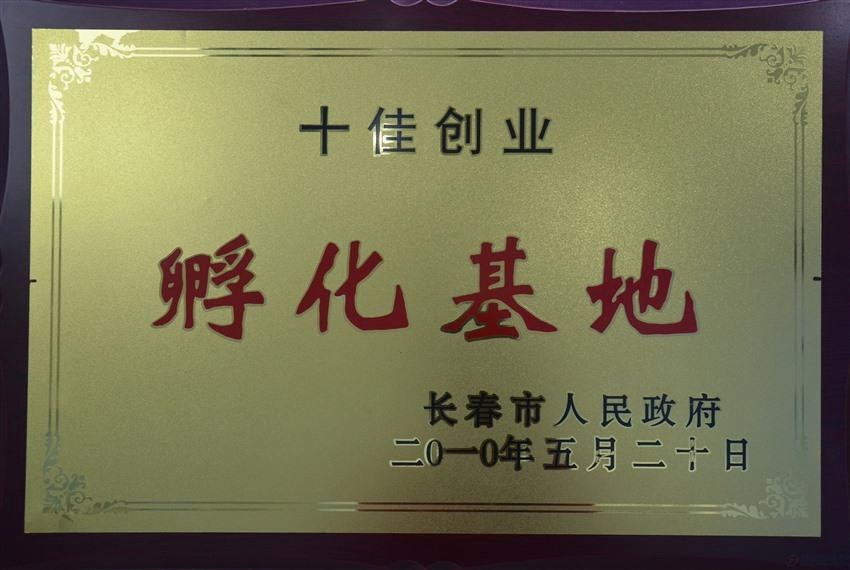 十佳创业
孵化基地
长春市人民政府
二0一0年五月二十日